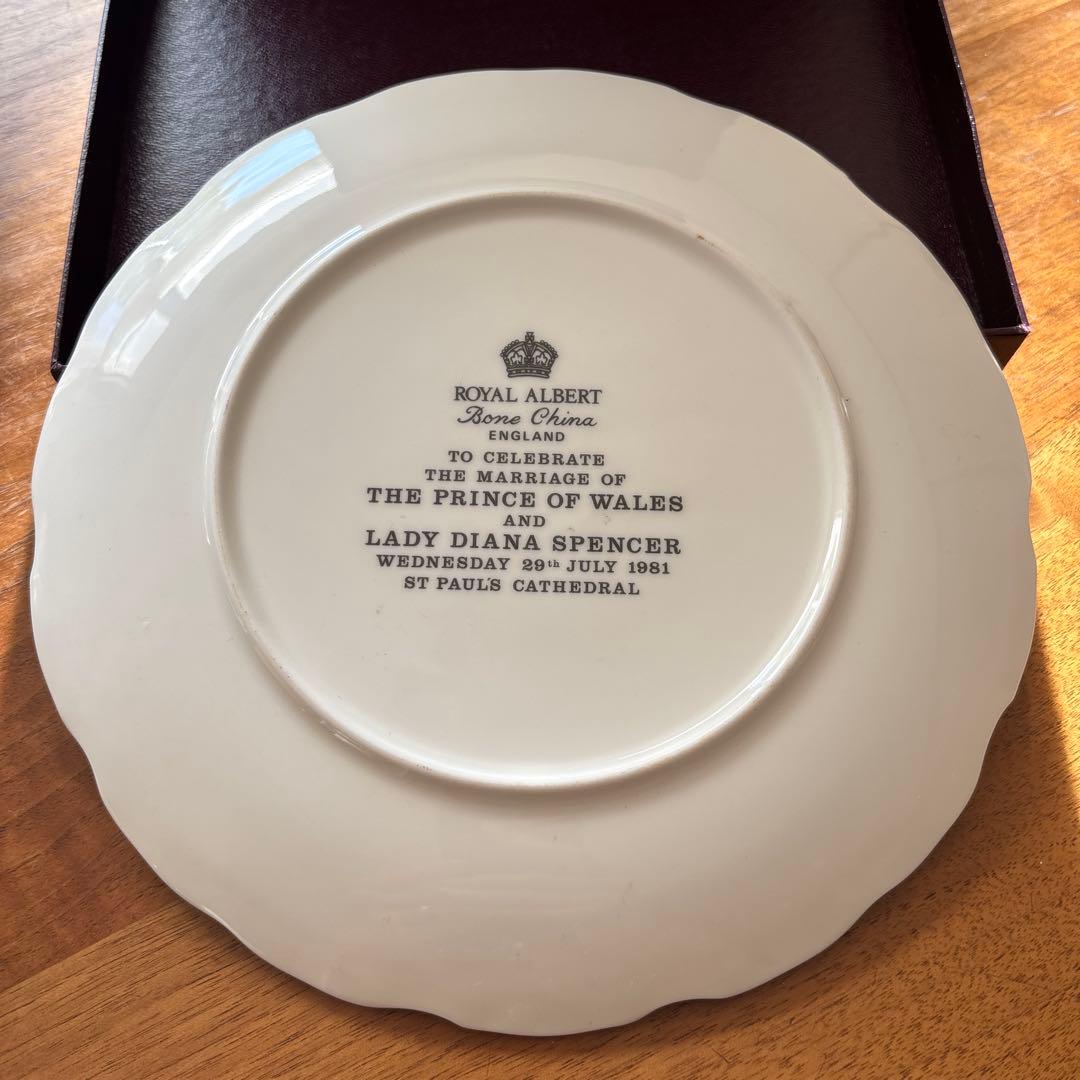 ROYAL ALBERT
Bone China
ENGLAND
TO CELEBRATE
THE MARRIAGE OF
THE PRINCE OF WALES
AND
LADY DIANA SPENCER
WEDNESDAY 29th JULY 1981
ST PAUL'S CATHEDRAL